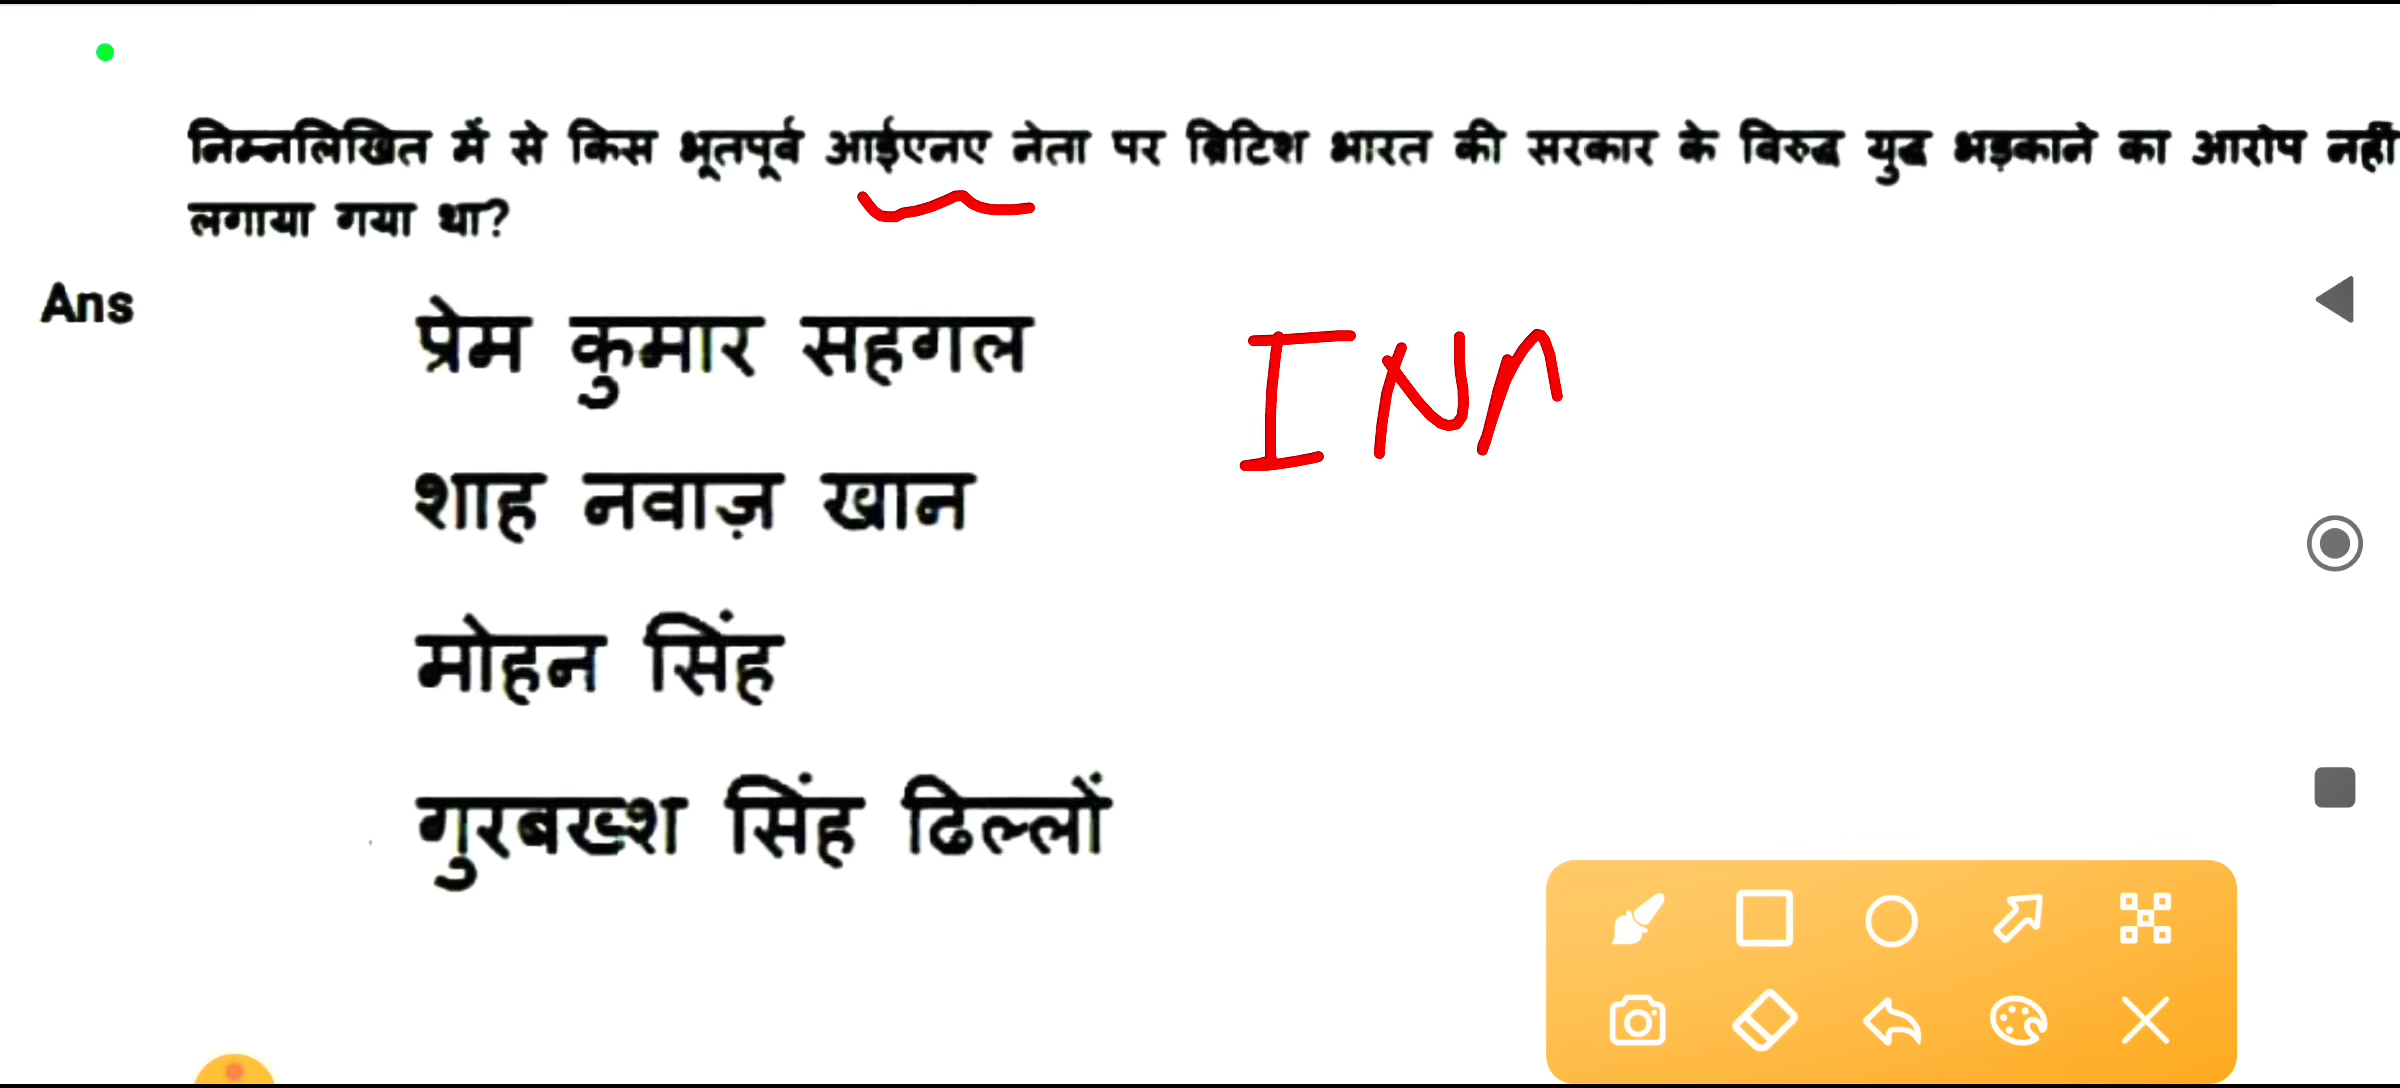 निम्नलिखित में से किस भूतपूर्व आईएनए नेता पर ब्रिटिश भारत की सरकार के विरुद्ध युद्ध भड़काने का आरोप नहीं
लगाया गया था?
Ans
प्रेम कुमार सहगल
INA
शाह नवाज़ खान
मोहन सिंह
गुरबख्श सिंह ढिल्लों